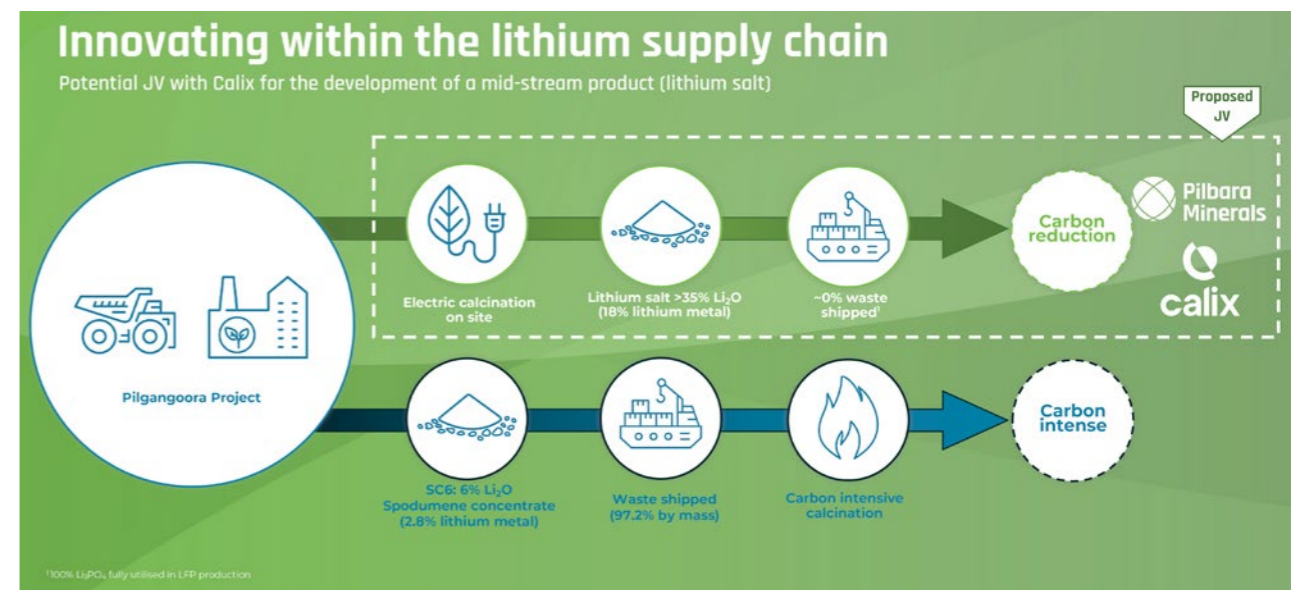 Innovating within the lithium supply chain
Potential JV with Calix for the development of a mid-stream product (lithium salt)
Proposed
JV
Pilgangoora Project
Electric calcination
on site
Lithium salt >35% Li₂O
(18% lithium metal)
~0% waste
shipped¹
Carbon
reduction
Pilbara
Minerals
calix
SC6: 6% Li₂O
Spodumene concentrate
(2.8% lithium metal)
Waste shipped
(97.2% by mass)
Carbon intensive
calcination
Carbon
intense
¹100% Li₃PO₄ fully utilised in LFP production